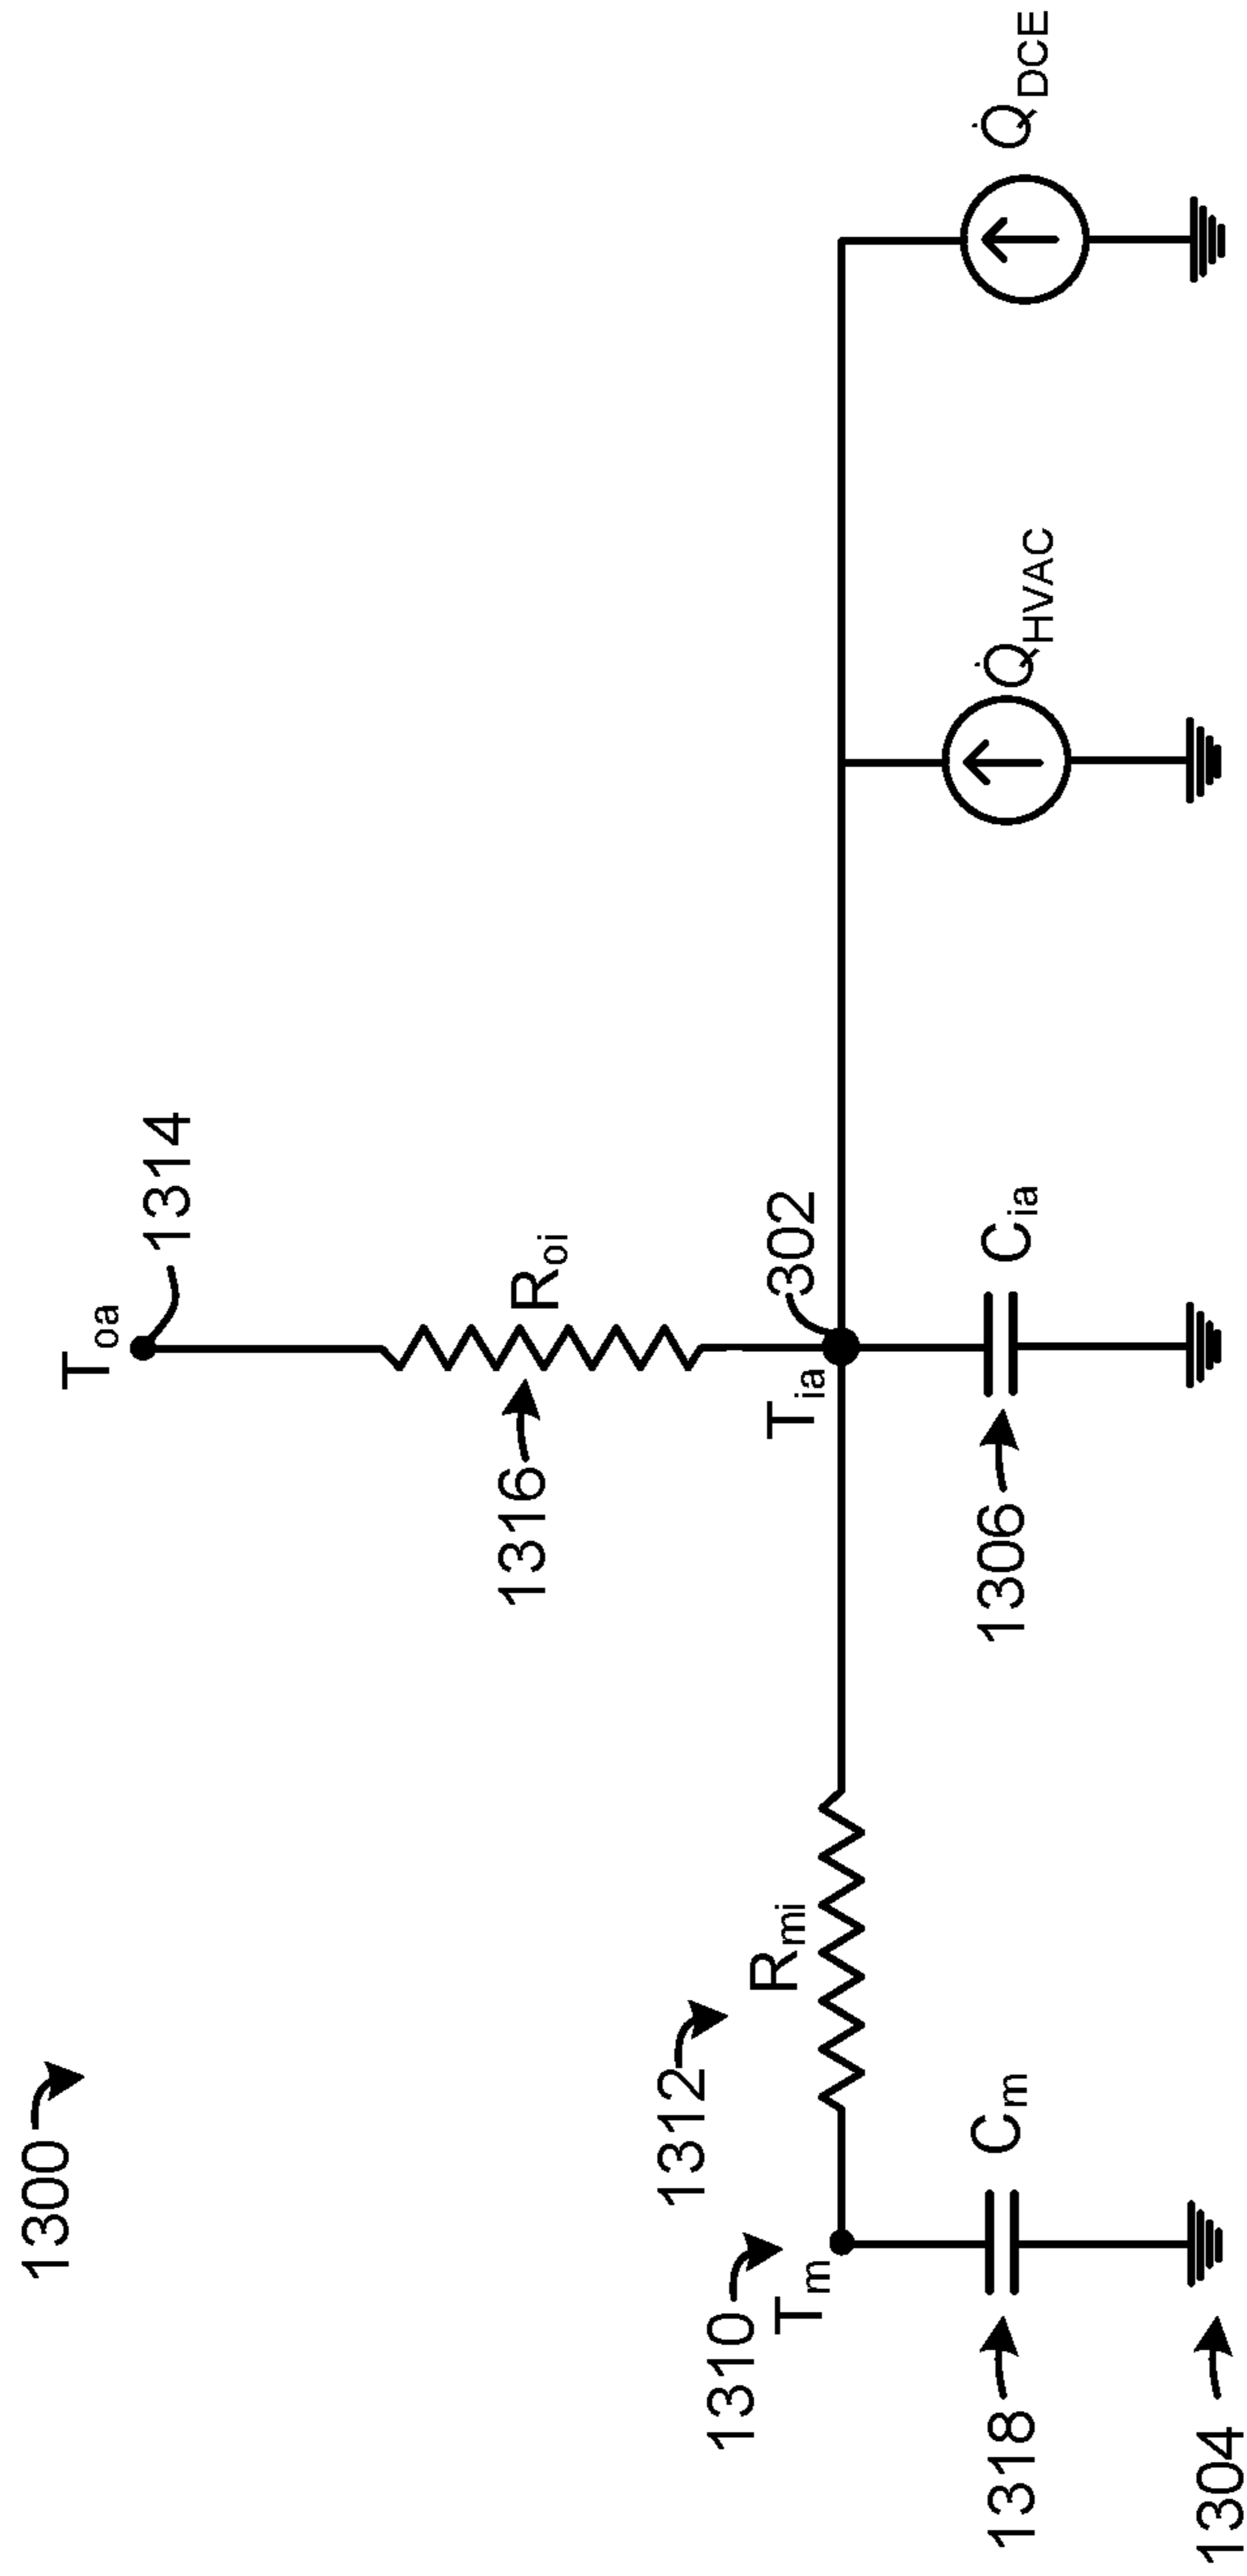 1300
T_oa
1314
1316
R_oi
1312
R_mi
1310
T_m
T_ia
302
1318
C_m
1306
C_ia
Q̇_HVAC
Q̇_DCE
1304